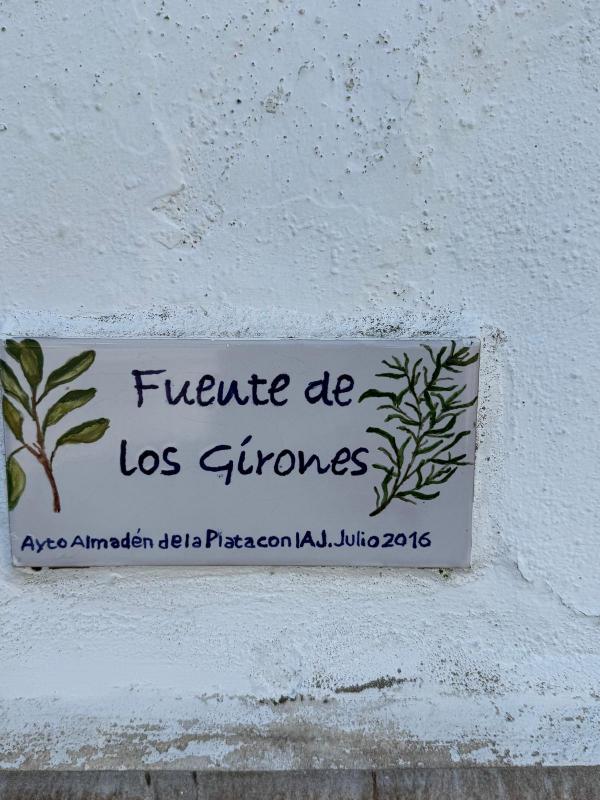 Fuente de
los Girones
Ayto Almadén de la Plata con IAJ. Julio 2016